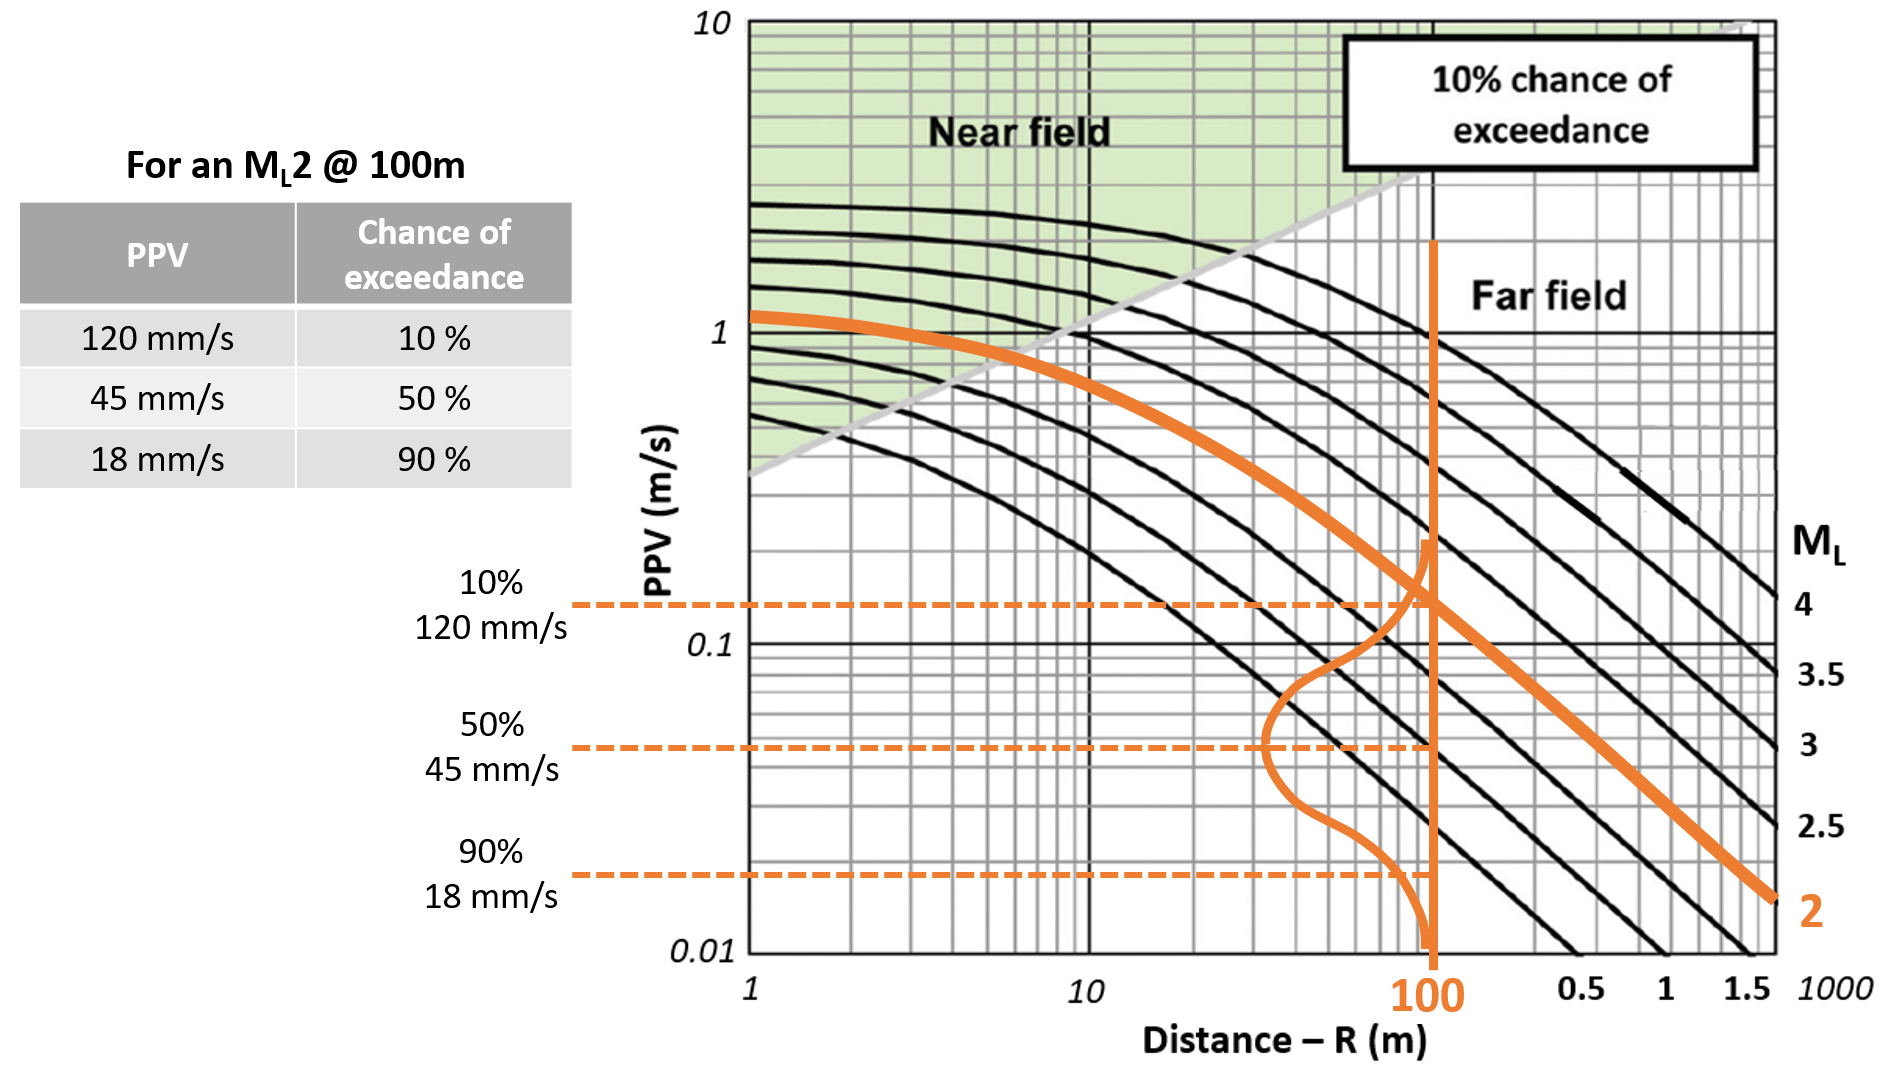 For an ML2 @ 100m
PPV
Chance of
exceedance
120 mm/s
10 %
45 mm/s
50 %
18 mm/s
90 %
10%
120 mm/s
50%
45 mm/s
90%
18 mm/s
10% chance of
exceedance
Near field
Far field
PPV (m/s)
10
1
0.1
0.01
ML
4
3.5
3
2.5
2
1
10
100
0.5
1
1.5
1000
Distance – R (m)